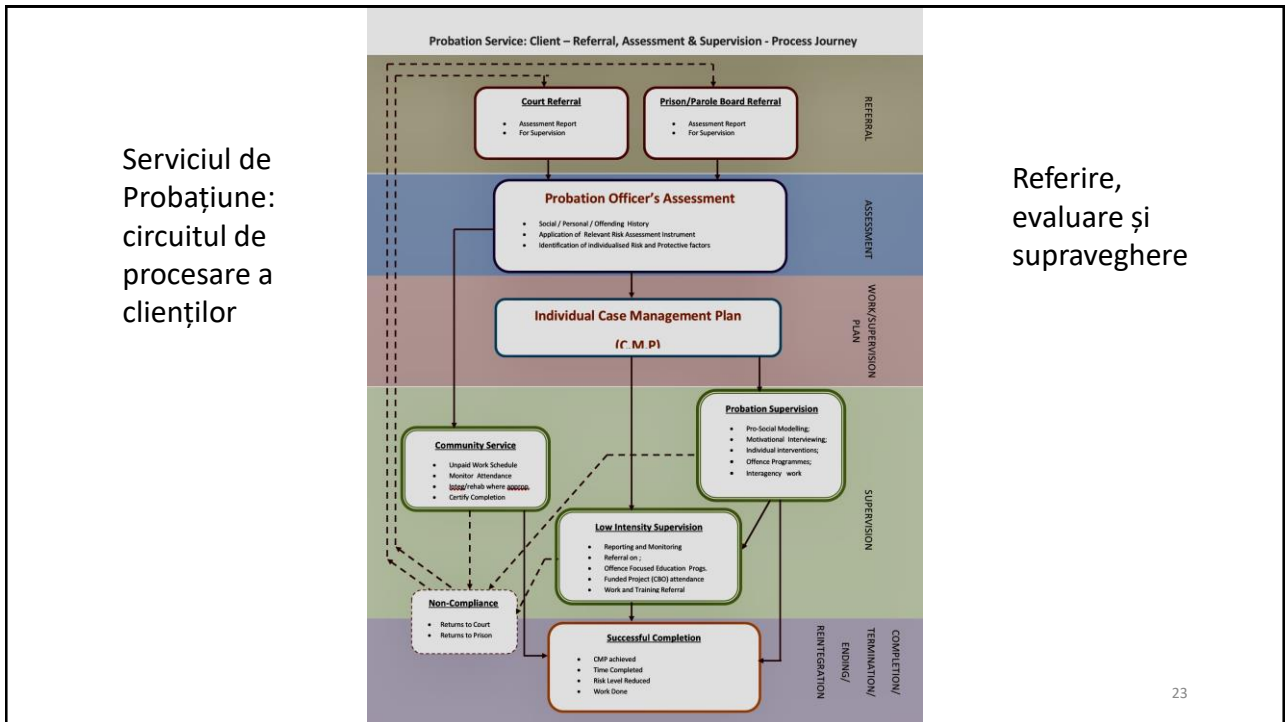 Serviciul de
Probațiune:
circuitul de
procesare a
clienților
Probation Service: Client – Referral, Assessment & Supervision - Process Journey
REFERRAL
Court Referral
• Assessment Report
• For Supervision
Prison/Parole Board Referral
• Assessment Report
• For Supervision
ASSESSMENT
Probation Officer's Assessment
• Social / Personal / Offending History
• Application of Relevant Risk Assessment Instrument
• Identification of Individualised Risk and Protective factors
WORK/SUPERVISION
PLAN
Individual Case Management Plan
(C.M.P)
SUPERVISION
Probation Supervision
• Pro-Social Modelling;
• Motivational Interviewing;
• Individual interventions;
• Offence Programmes;
• Interagency work
Community Service
• Unpaid Work Schedule
• Monitor Attendance
• Integ/rehab where approp.
• Certify Completion
Low Intensity Supervision
• Reporting and Monitoring
• Referral on ;
• Offence Focused Education Progs.
• Funded Project (CBO) attendance
• Work and Training Referral
Non-Compliance
• Returns to Court
• Returns to Prison
COMPLETION/
TERMINATION/
ENDING/
REINTEGRATION
Successful Completion
• CMP achieved
• Time Completed
• Risk Level Reduced
• Work Done
Referire,
evaluare și
supraveghere
23